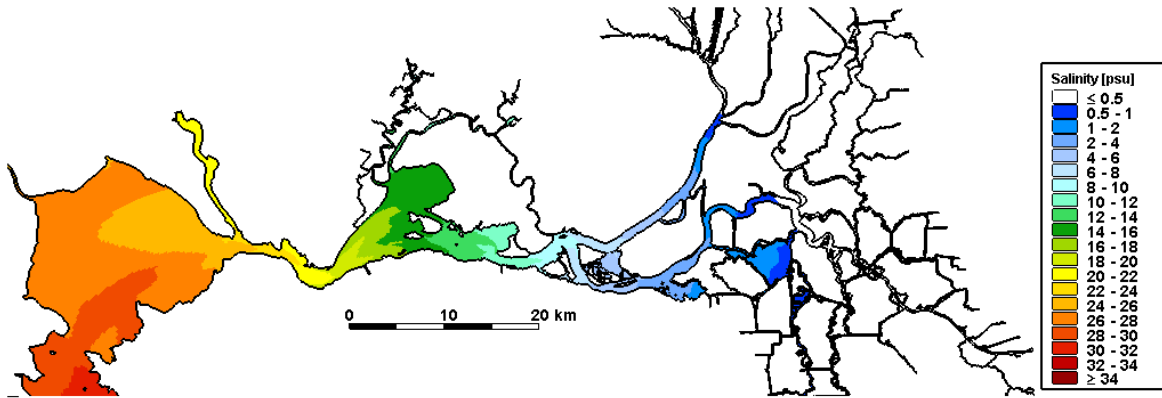 0
10
20 km
Salinity [psu]
≤ 0.5
0.5 - 1
1 - 2
2 - 4
4 - 6
6 - 8
8 - 10
10 - 12
12 - 14
14 - 16
16 - 18
18 - 20
20 - 22
22 - 24
24 - 26
26 - 28
28 - 30
30 - 32
32 - 34
≥ 34